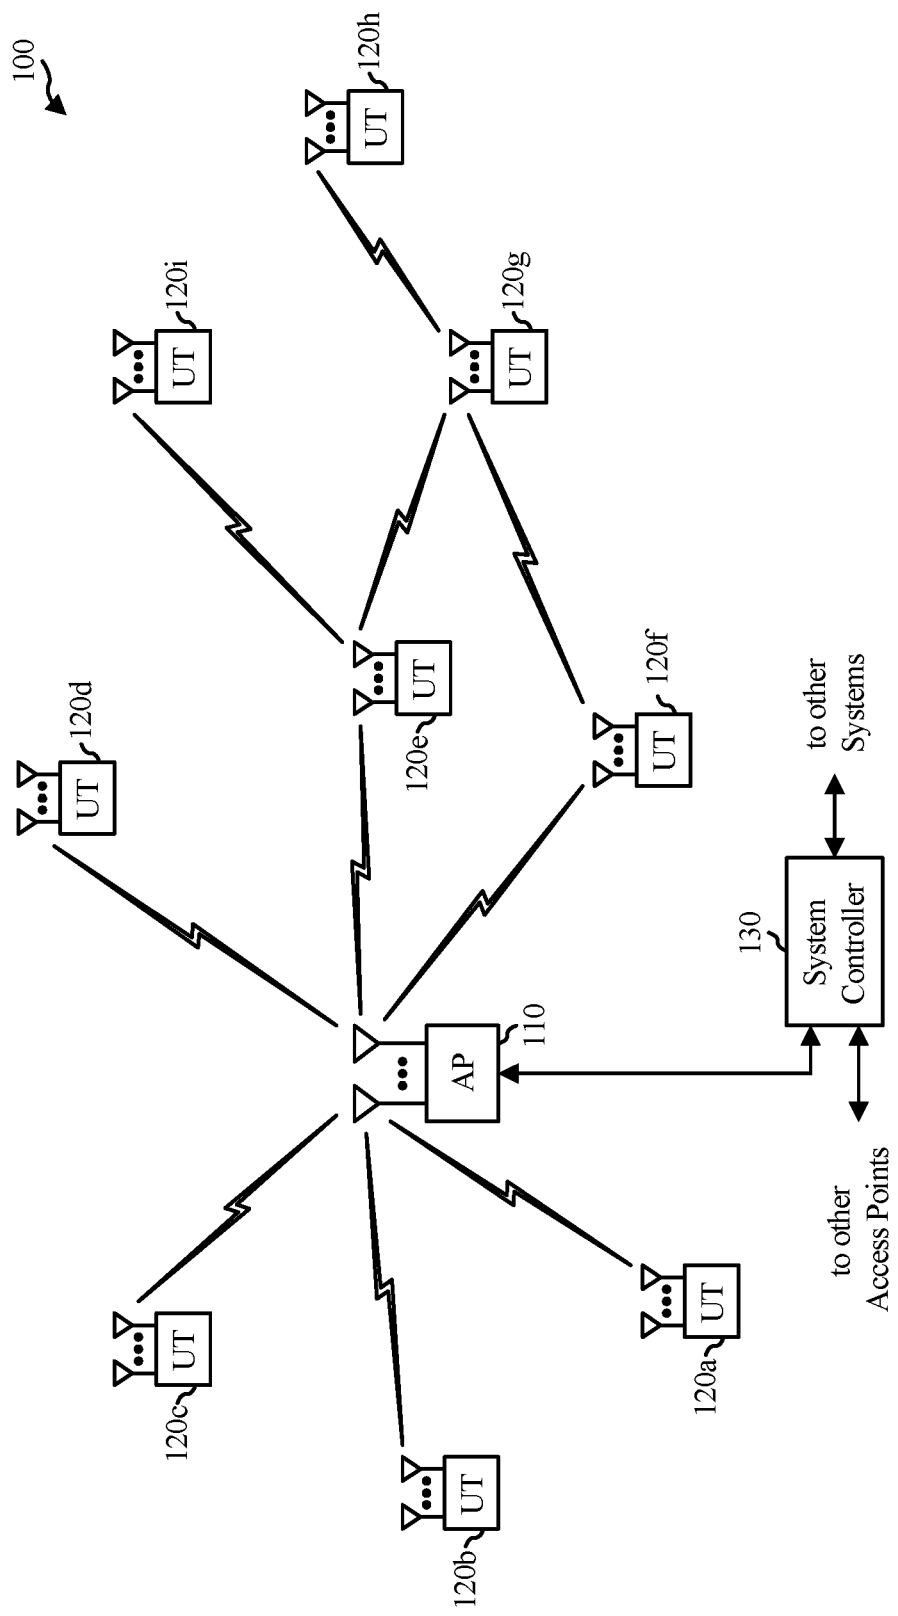 100
120h
UT
120i
UT
120g
UT
120d
UT
UT
120e
120f
UT
to other
Systems
130
System
Controller
110
AP
to other
Access Points
120c
UT
120a
UT
120b
UT